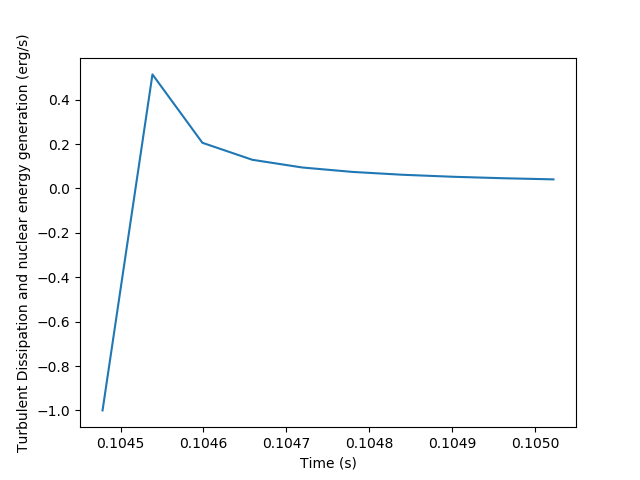 Turbulent Dissipation and nuclear energy generation (erg/s)
0.4
0.2
0.0
−0.2
−0.4
−0.6
−0.8
−1.0
0.1045 0.1046 0.1047 0.1048 0.1049 0.1050
Time (s)